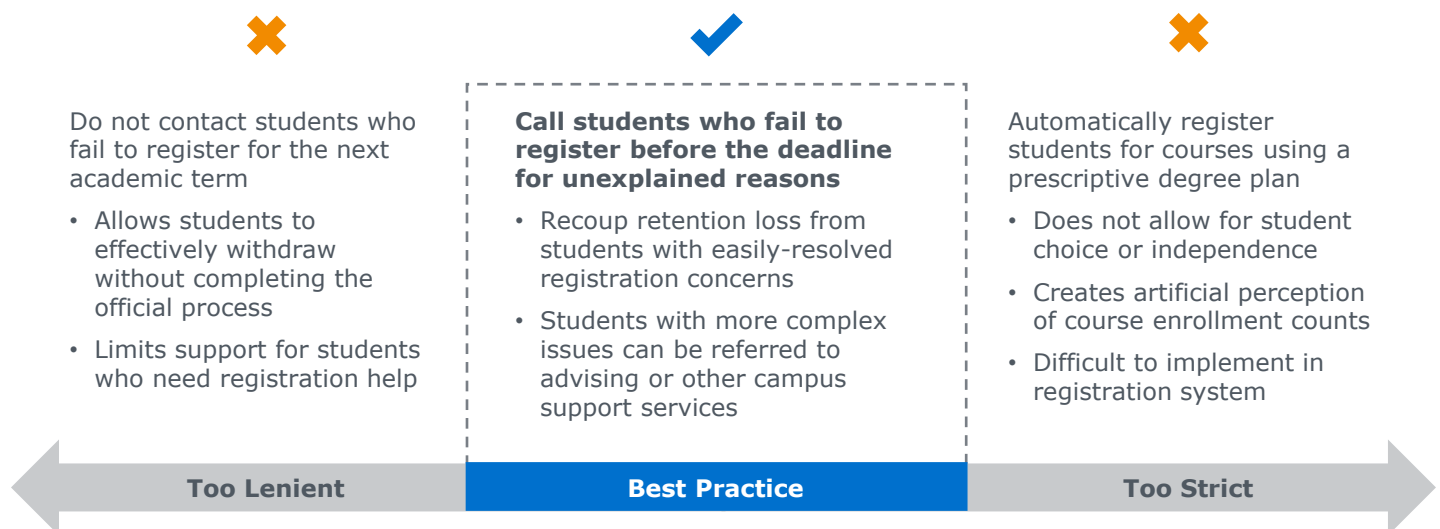 Do not contact students who
fail to register for the next
academic term
• Allows students to
effectively withdraw
without completing the
official process
• Limits support for students
who need registration help
Call students who fail to
register before the deadline
for unexplained reasons
• Recoup retention loss from
students with easily-resolved
registration concerns
• Students with more complex
issues can be referred to
advising or other campus
support services
Automatically register
students for courses using a
prescriptive degree plan
• Does not allow for student
choice or independence
• Creates artificial perception
of course enrollment counts
• Difficult to implement in
registration system
Too Lenient
Best Practice
Too Strict